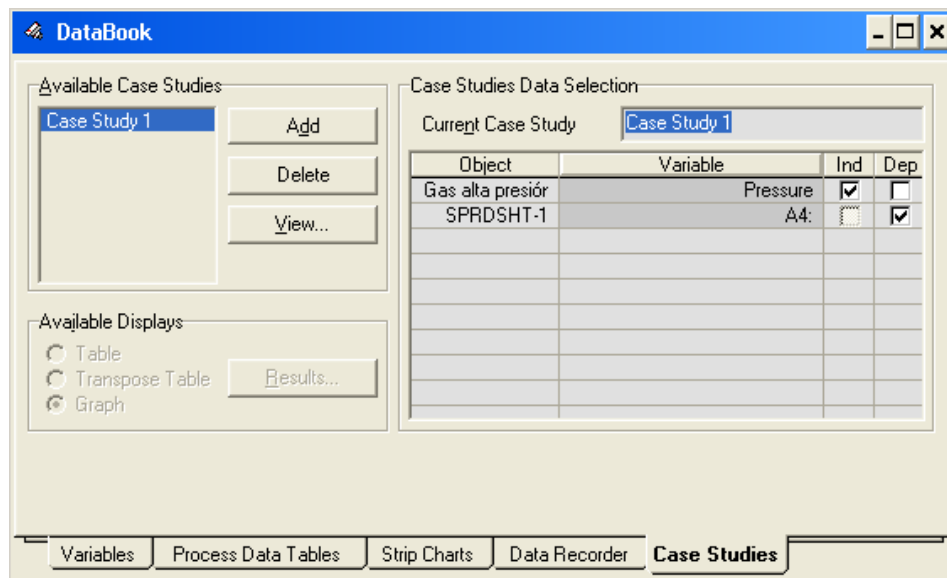 DataBook
Available Case Studies
Case Study 1
Add
Delete
View...
Available Displays
Table
Transpose Table
Graph
Results...
Case Studies Data Selection
Current Case Study Case Study 1
Object Variable Ind Dep
Gas alta presiór Pressure
SPRDSHT-1 A4:
Variables Process Data Tables Strip Charts Data Recorder Case Studies